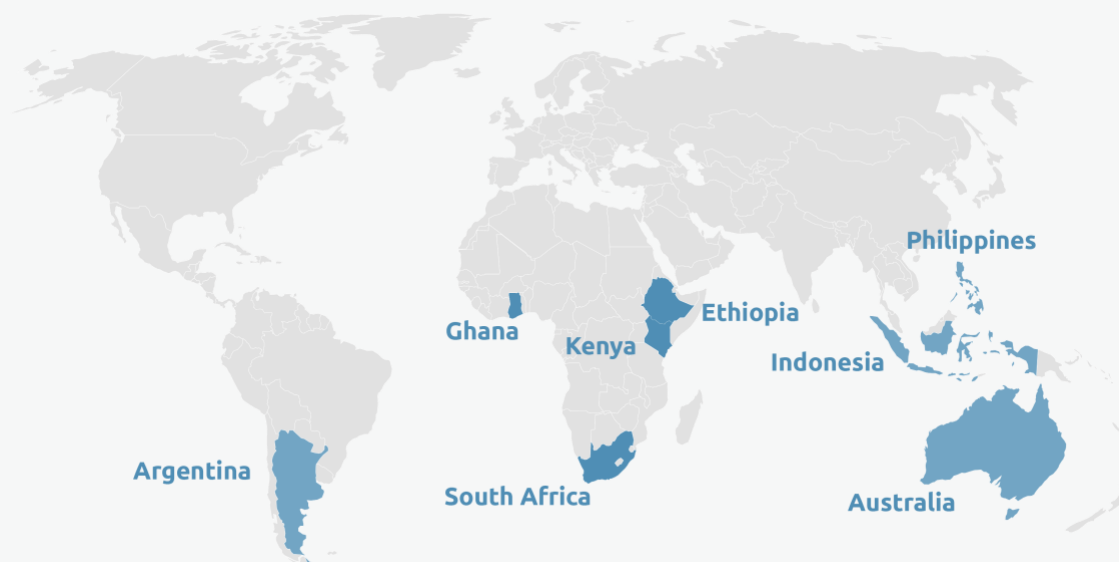 Philippines
Ethiopia
Ghana
Kenya
Indonesia
Argentina
South Africa
Australia